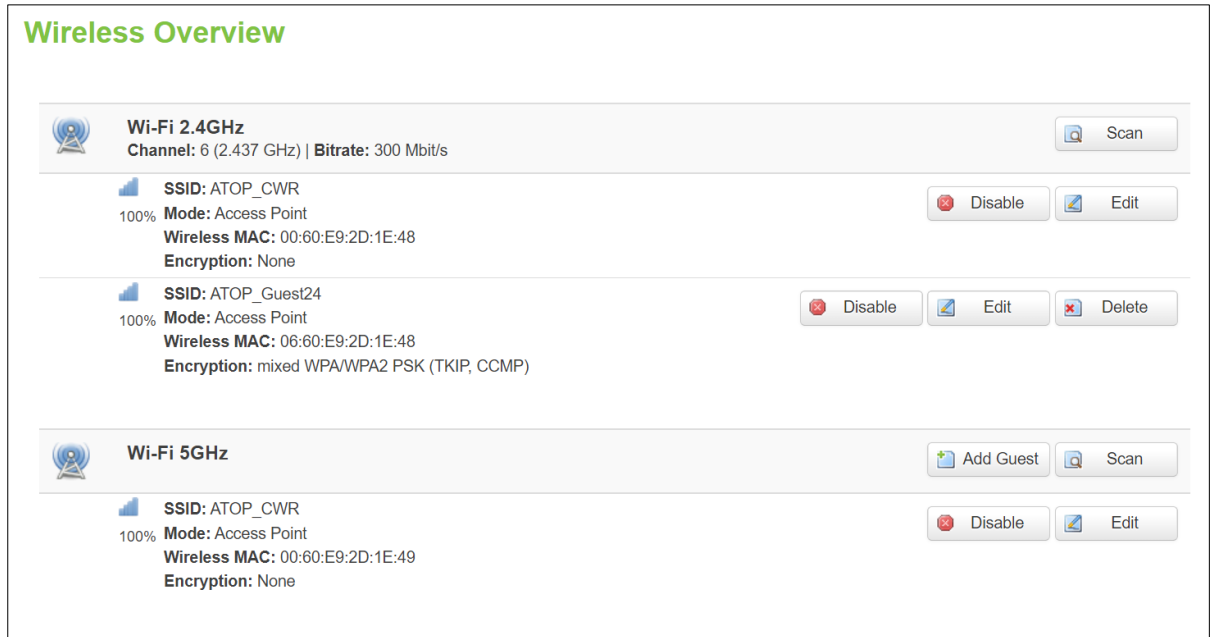 Wireless Overview
Wi-Fi 2.4GHz
Channel: 6 (2.437 GHz) | Bitrate: 300 Mbit/s
Scan
SSID: ATOP_CWR
100% Mode: Access Point
Wireless MAC: 00:60:E9:2D:1E:48
Encryption: None
Disable Edit
SSID: ATOP_Guest24
100% Mode: Access Point
Wireless MAC: 06:60:E9:2D:1E:48
Encryption: mixed WPA/WPA2 PSK (TKIP, CCMP)
Disable Edit Delete
Wi-Fi 5GHz
Add Guest Scan
SSID: ATOP_CWR
100% Mode: Access Point
Wireless MAC: 00:60:E9:2D:1E:49
Encryption: None
Disable Edit